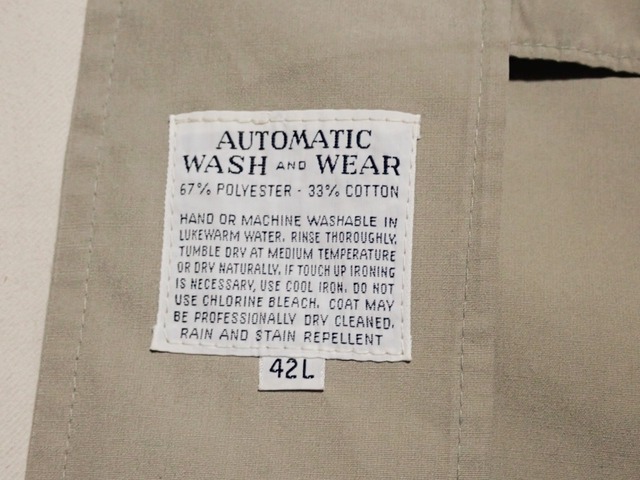 AUTOMATIC
WASH AND WEAR
67% POLYESTER - 33% COTTON
HAND OR MACHINE WASHABLE IN
LUKEWARM WATER, RINSE THOROUGHLY,
TUMBLE DRY AT MEDIUM TEMPERATURE
OR DRY NATURALLY, IF TOUCH UP IRONING
IS NECESSARY, USE COOL IRON, DO NOT
USE CHLORINE BLEACH, COAT MAY
BE PROFESSIONALLY DRY CLEANED,
RAIN AND STAIN REPELLENT
42L